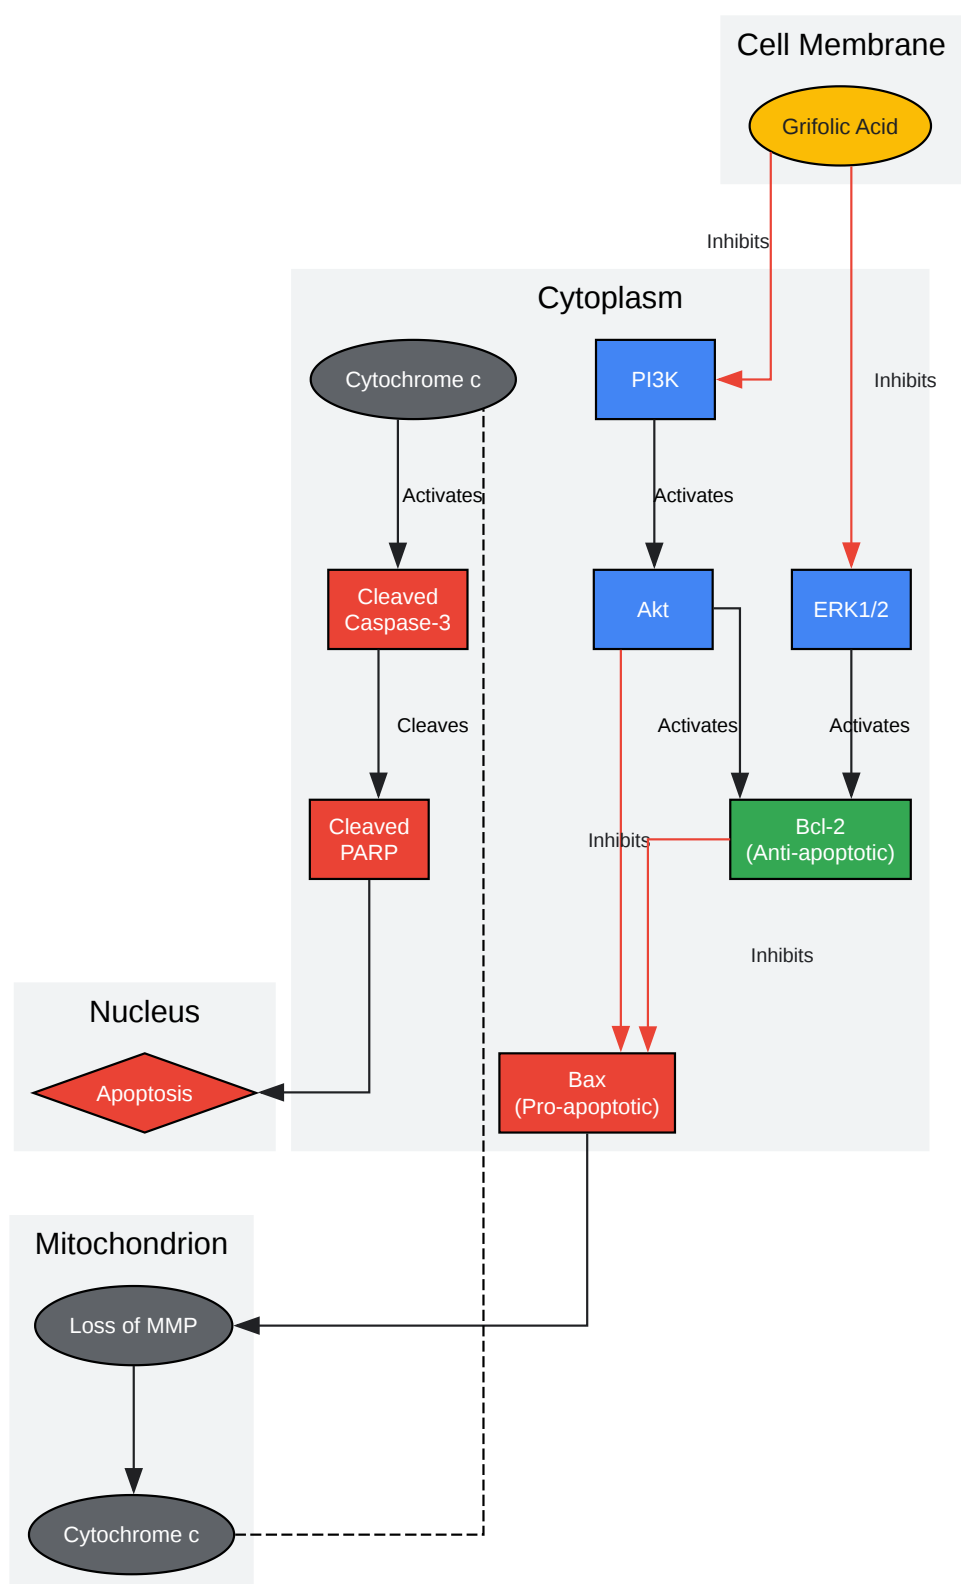 Cell Membrane
Grifolic Acid
Inhibits
Cytoplasm
Cytochrome c
PI3K
Inhibits
Activates
Activates
Cleaved
Caspase-3
Akt
ERK1/2
Cleaves
Activates
Activates
Cleaved
PARP
Inhibits
Bcl-2
(Anti-apoptotic)
Inhibits
Nucleus
Apoptosis
Bax
(Pro-apoptotic)
Mitochondrion
Loss of MMP
Cytochrome c